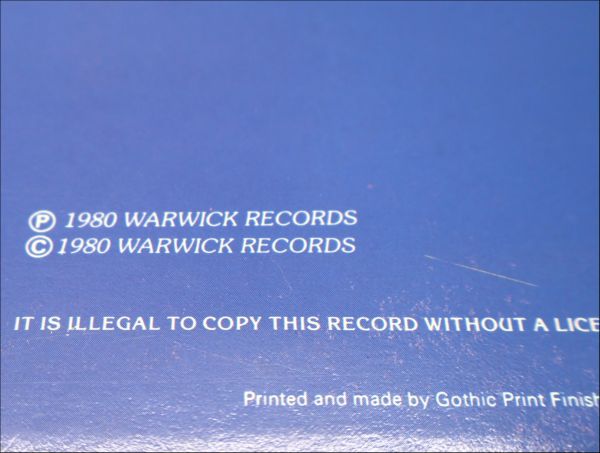 Ⓟ 1980 WARWICK RECORDS
© 1980 WARWICK RECORDS
IT IS ILLEGAL TO COPY THIS RECORD WITHOUT A LICE
Printed and made by Gothic Print Finish